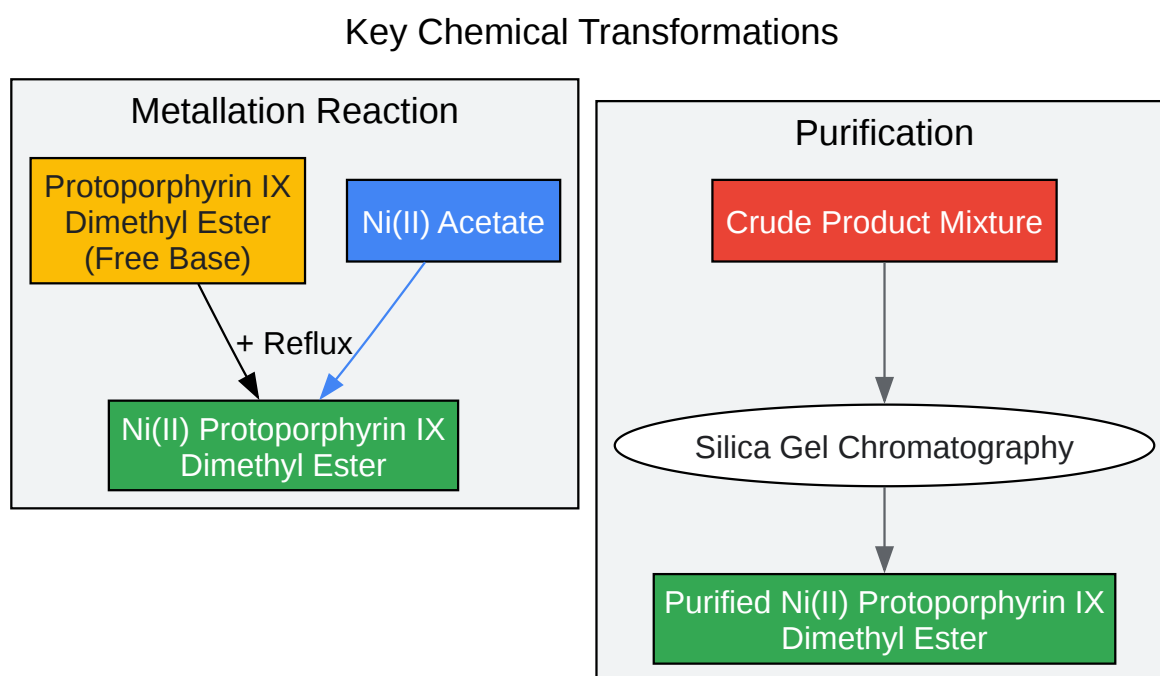 Key Chemical Transformations
Metallation Reaction
Protoporphyrin IX
Dimethyl Ester
(Free Base)
Ni(II) Acetate
+ Reflux
Ni(II) Protoporphyrin IX
Dimethyl Ester
Purification
Crude Product Mixture
Silica Gel Chromatography
Purified Ni(II) Protoporphyrin IX
Dimethyl Ester